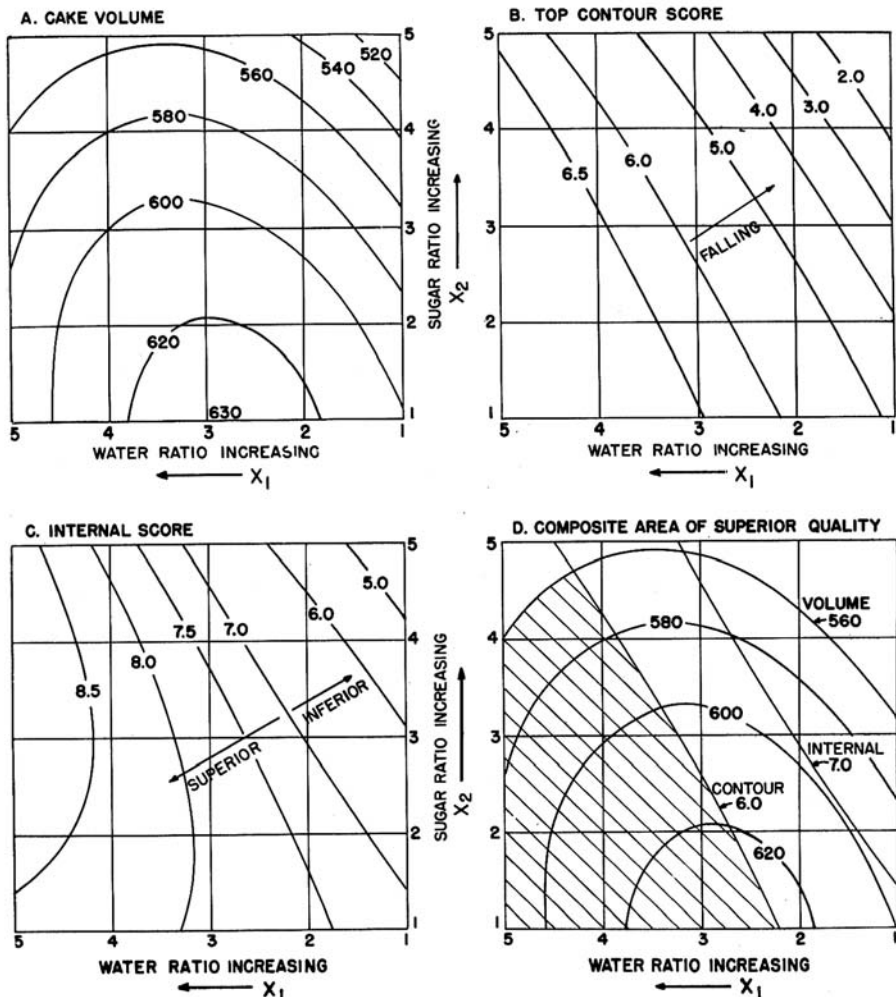 A. CAKE VOLUME
520
540
560
580
600
620
630
5
4
3
2
1
5 4 3 2 1
WATER RATIO INCREASING
X1
SUGAR RATIO INCREASING
X2
B. TOP CONTOUR SCORE
2.0
3.0
4.0
5.0
6.0
6.5
FALLING
5
4
3
2
1
5 4 3 2 1
WATER RATIO INCREASING
X1
C. INTERNAL SCORE
5.0
6.0
7.0
7.5
8.0
8.5
INFERIOR
SUPERIOR
5
4
3
2
1
5 4 3 2 1
WATER RATIO INCREASING
X1
SUGAR RATIO INCREASING
X2
D. COMPOSITE AREA OF SUPERIOR QUALITY
VOLUME
560
580
600
INTERNAL
7.0
CONTOUR
6.0
620
5
4
3
2
1
5 4 3 2 1
WATER RATIO INCREASING
X1